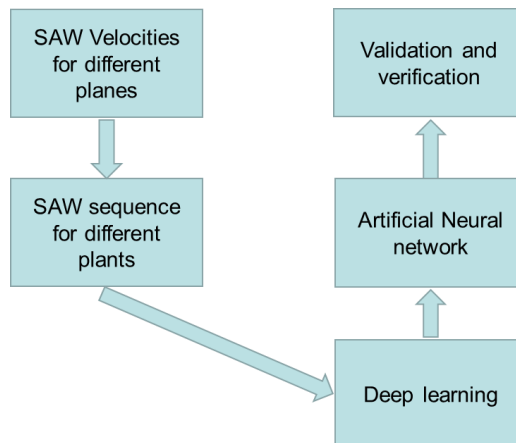 SAW Velocities
for different
planes
SAW sequence
for different
plants
Deep learning
Artificial Neural
network
Validation and
verification